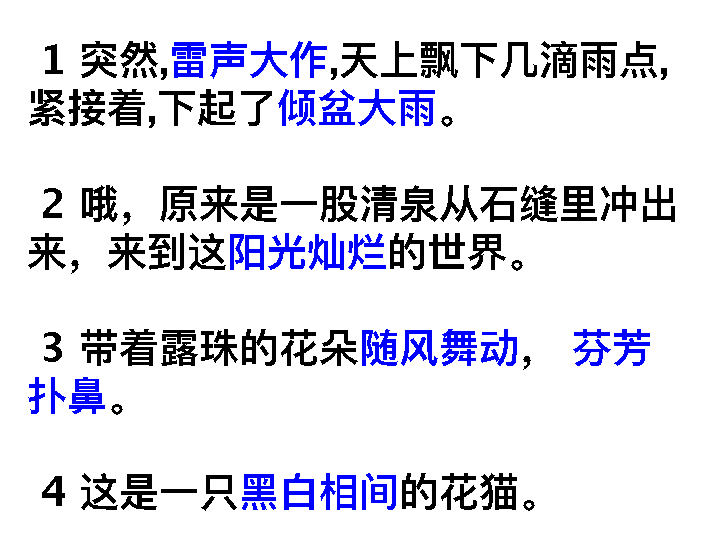 1 突然,雷声大作,天上飘下几滴雨点,
紧接着,下起了倾盆大雨。
2 哦，原来是一股清泉从石缝里冲出
来，来到这阳光灿烂的世界。
3 带着露珠的花朵随风舞动， 芬芳
扑鼻。
4 这是一只黑白相间的花猫。